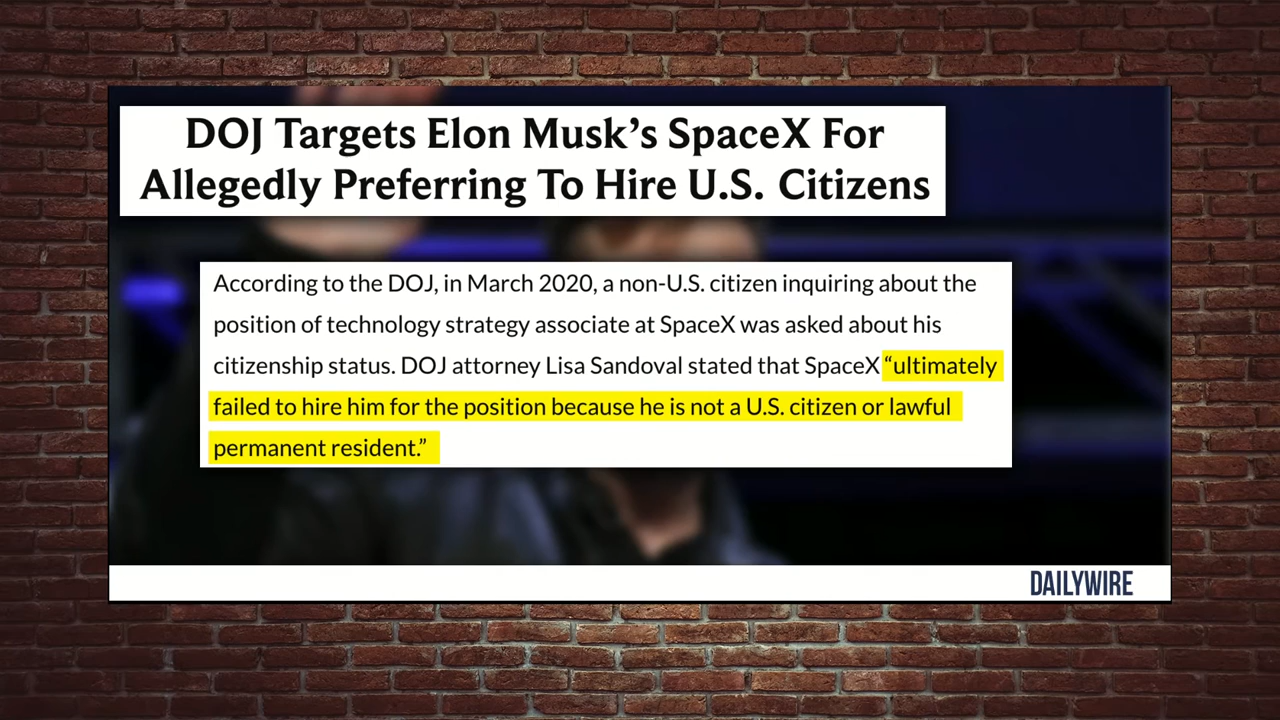 DOJ Targets Elon Musk’s SpaceX For
Allegedly Preferring To Hire U.S. Citizens
According to the DOJ, in March 2020, a non-U.S. citizen inquiring about the
position of technology strategy associate at SpaceX was asked about his
citizenship status. DOJ attorney Lisa Sandoval stated that SpaceX “ultimately
failed to hire him for the position because he is not a U.S. citizen or lawful
permanent resident.”
DAILYWIRE